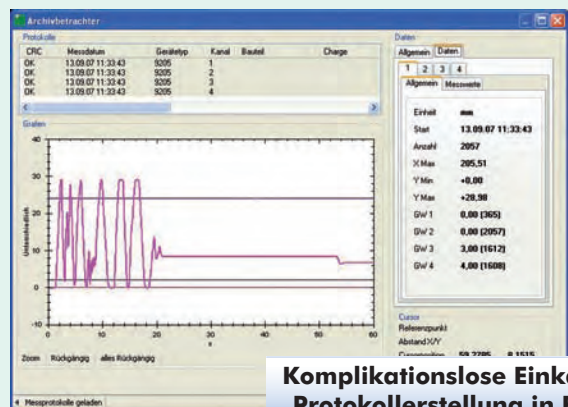 Archivbetrachter
Protokolle
CRC Messdatum Gerätetyp Kanal Bauteil Charge
OK 13.09.07 11:33:43 9205 1
OK 13.09.07 11:33:43 9205 2
OK 13.09.07 11:33:43 9205 3
OK 13.09.07 11:33:43 9205 4
Grafen
40
30
20
10
0
-10
0 10 20 30 40 50 60
x
Unterschiedlich
Zoom Rückgängig alles Rückgängig
Messprotokolle geladen
Daten
Allgemein Daten
1 2 3 4
Allgemein Messwerte
Einheit mm
Start 13.09.07 11:33:43
Anzahl 2057
X Max 205,51
Y Min +0,00
Y Max +28,98
GW 1 0,00 (365)
GW 2 0,00 (2057)
GW 3 3,00 (1612)
GW 4 4,00 (1608)
Cursor
Referenzpunkt
Abstand X/Y
Cursorposition 59,2785 8,1515
Komplikationslose Einka
Protokollerstellung in